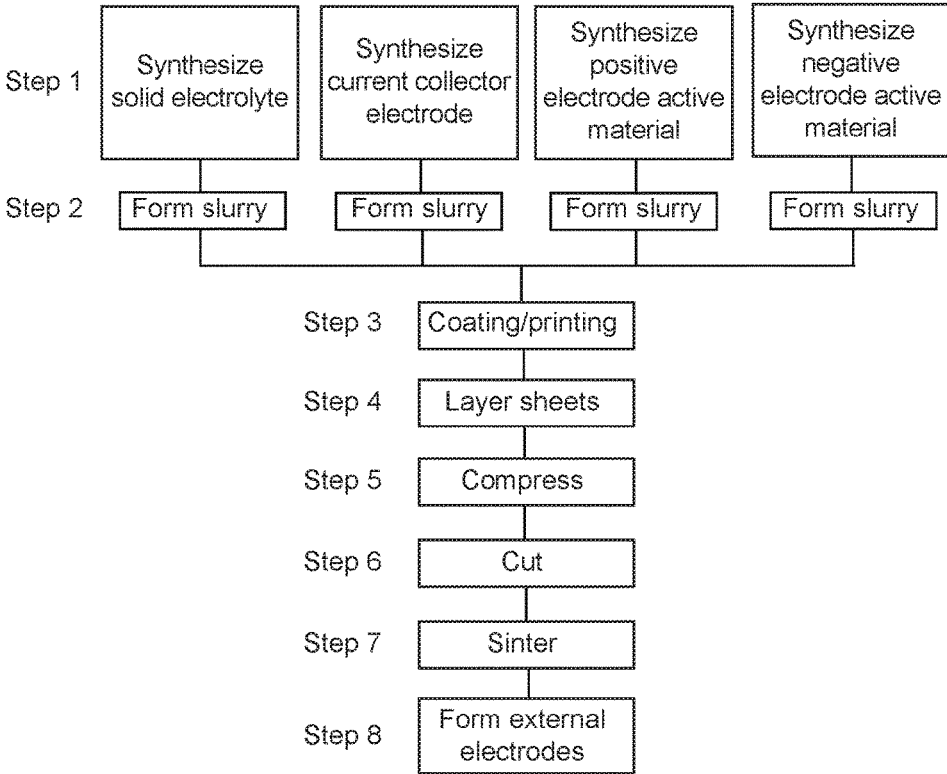 Step 1
Synthesize
solid electrolyte
Synthesize
current collector
electrode
Synthesize
positive
electrode active
material
Synthesize
negative
electrode active
material
Step 2
Form slurry
Form slurry
Form slurry
Form slurry
Step 3
Coating/printing
Step 4
Layer sheets
Step 5
Compress
Step 6
Cut
Step 7
Sinter
Step 8
Form external
electrodes